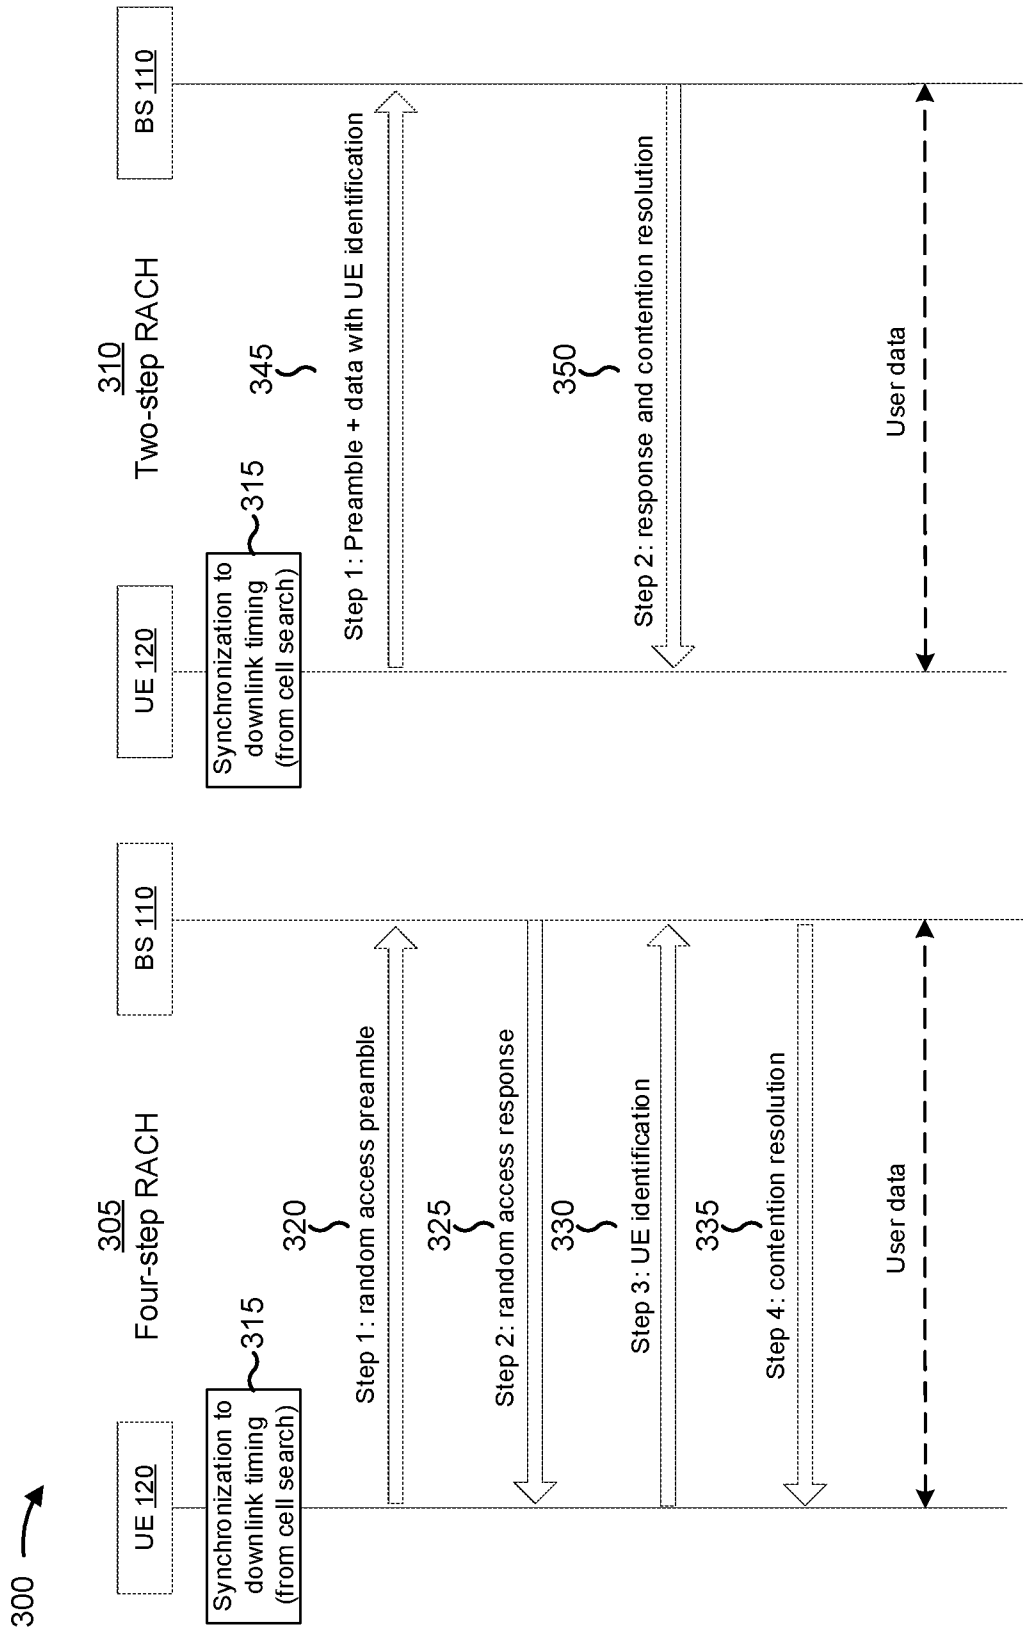 300
305
Four-step RACH
UE 120
BS 110
Synchronization to
downlink timing
(from cell search)
315
320
Step 1: random access preamble
325
Step 2: random access response
330
Step 3: UE identification
335
Step 4: contention resolution
User data
310
Two-step RACH
UE 120
BS 110
Synchronization to
downlink timing
(from cell search)
315
345
Step 1: Preamble + data with UE identification
350
Step 2: response and contention resolution
User data